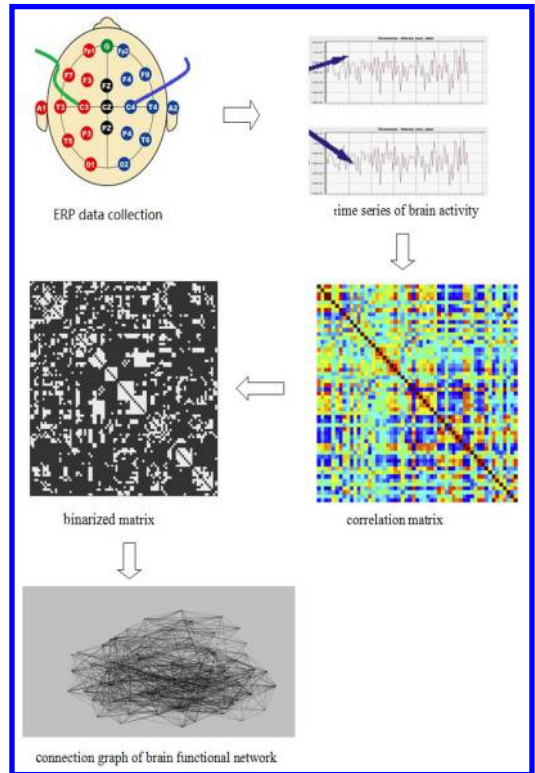 Fp1 G Fp2
F7 F3 FZ F4 F8
A1 T3 C3 CZ C4 T4 A2
T5 P3 PZ P4 T6
O1 O2
ERP data collection
time series of brain activity
binarized matrix
correlation matrix
connection graph of brain functional network